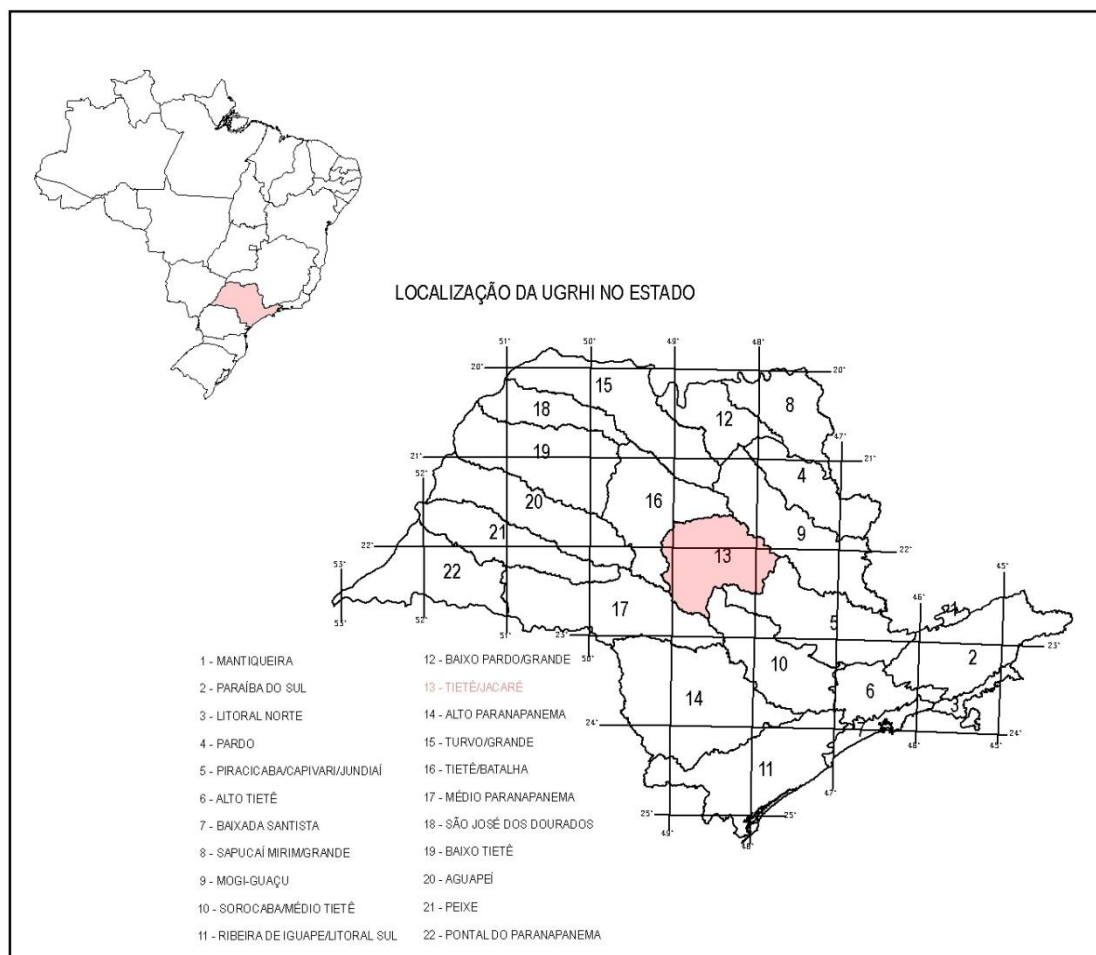 LOCALIZAÇÃO DA UGRHI NO ESTADO
51° 50° 49° 48°
20° 20°
15
18 12 8
47°
19 21° 21°
4
52°
20 16
21 9
22° 13 22°
22
53° 45°
17 46° 1
5
53° 52° 51° 23° 2 23°
50° 10
6
14 3
24° 7 46° 45° 24°
11
47°
25° 25°
49° 48°
1 - MANTIQUEIRA
2 - PARAÍBA DO SUL
3 - LITORAL NORTE
4 - PARDO
5 - PIRACICABA/CAPIVARI/JUNDIAÍ
6 - ALTO TIETÊ
7 - BAIXADA SANTISTA
8 - SAPUCAÍ MIRIM/GRANDE
9 - MOGI-GUAÇU
10 - SOROCABA/MÉDIO TIETÊ
11 - RIBEIRA DE IGUAPE/LITORAL SUL
12 - BAIXO PARDO/GRANDE
13 - TIETÊ/JACARÉ
14 - ALTO PARANAPANEMA
15 - TURVO/GRANDE
16 - TIETÊ/BATALHA
17 - MÉDIO PARANAPANEMA
18 - SÃO JOSÉ DOS DOURADOS
19 - BAIXO TIETÊ
20 - AGUAPEÍ
21 - PEIXE
22 - PONTAL DO PARANAPANEMA